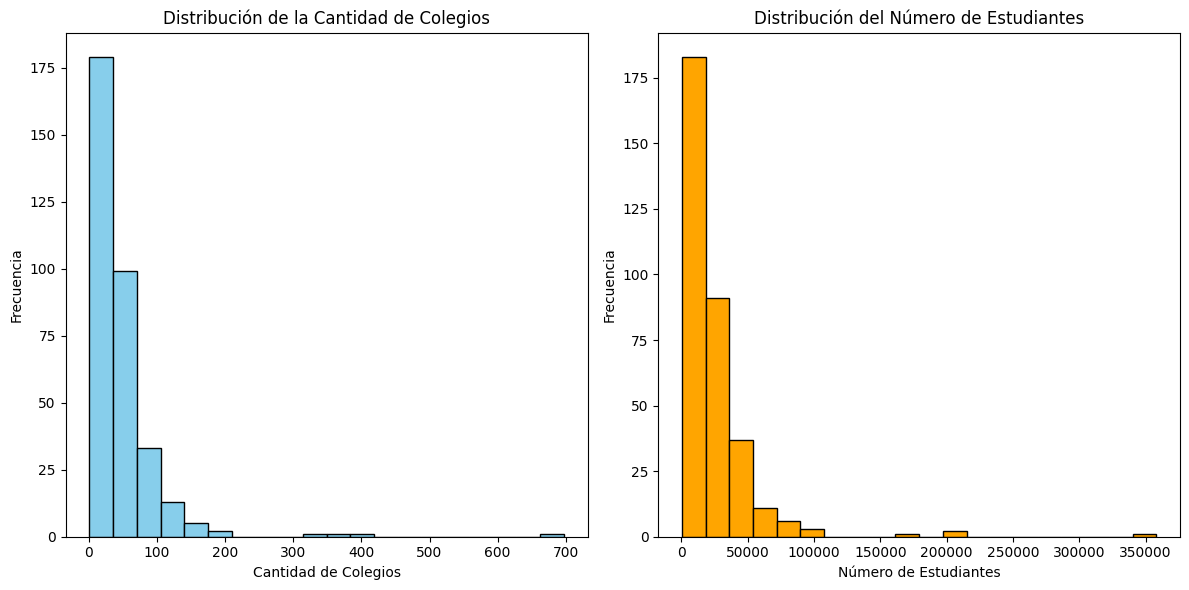 Distribución de la Cantidad de Colegios
175
150
125
100
75
50
25
0
Frecuencia
0 100 200 300 400 500 600 700
Cantidad de Colegios
Distribución del Número de Estudiantes
175
150
125
100
75
50
25
0
Frecuencia
0 50000 100000 150000 200000 250000 300000 350000
Número de Estudiantes